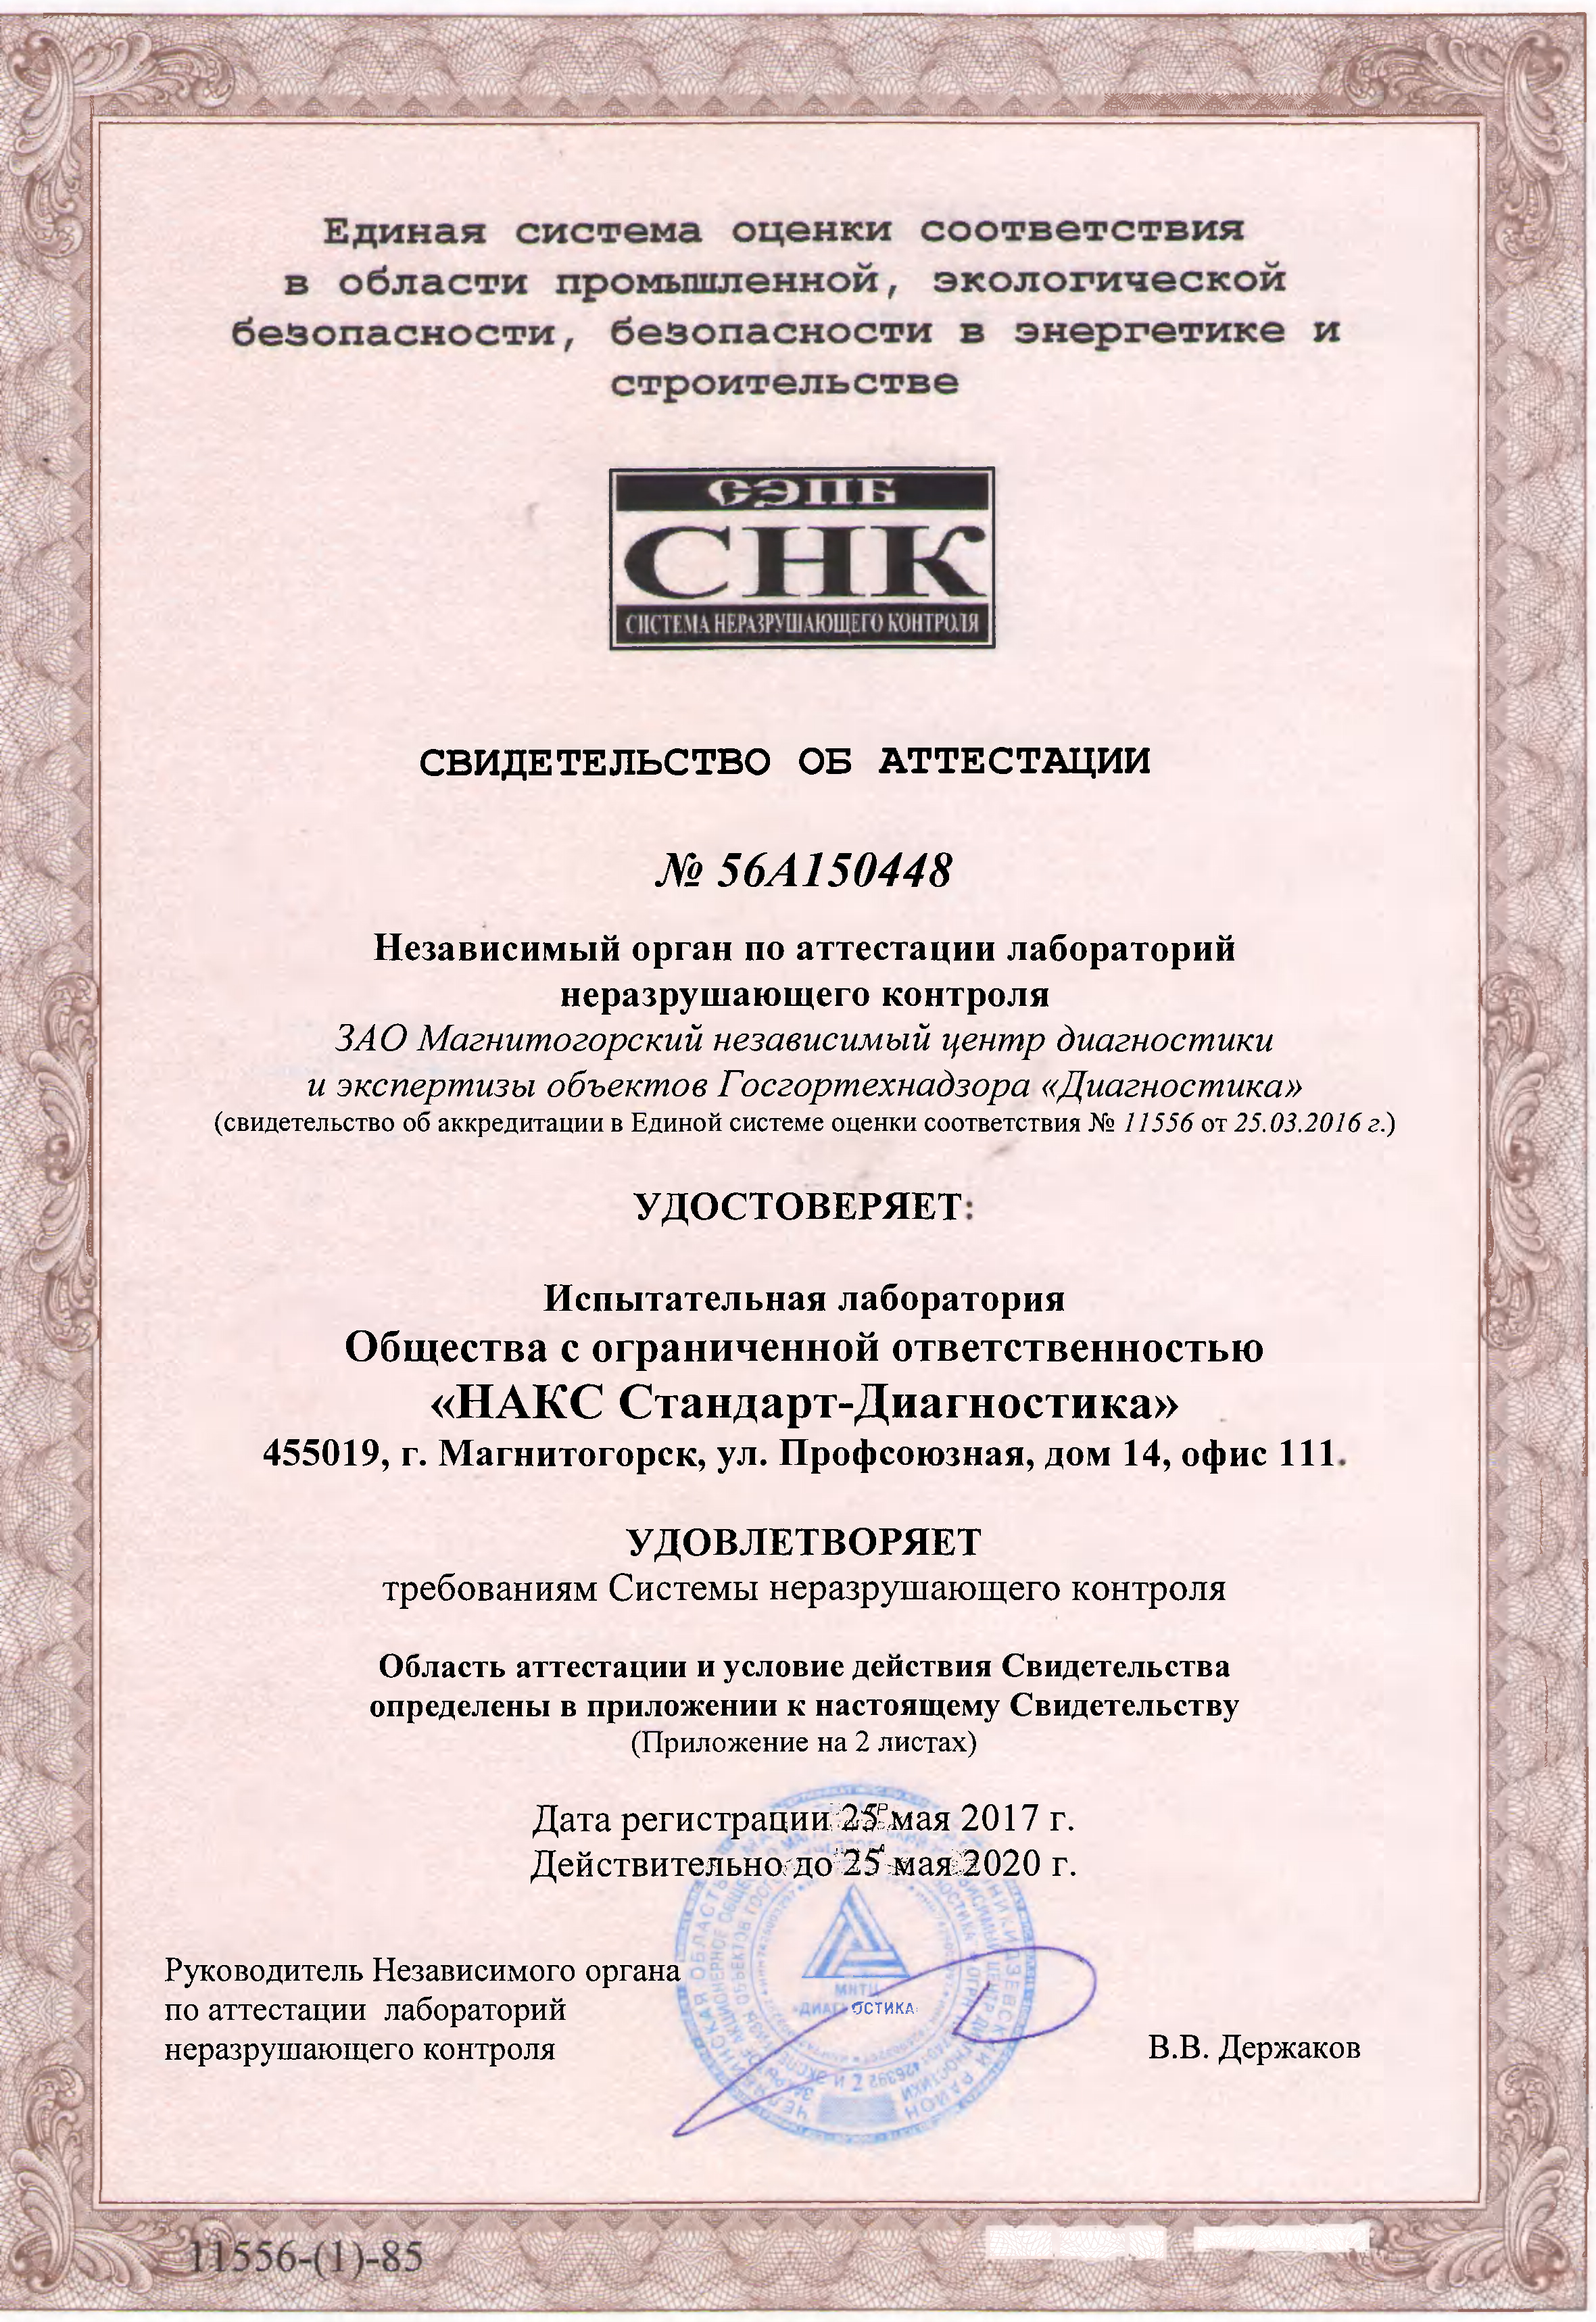 Единая система оценки соответствия
в области промышленной, экологической
безопасности, безопасности в энергетике и
строительстве
СЭПБ
СНК
СИСТЕМА НЕРАЗРУШАЮЩЕГО КОНТРОЛЯ
СВИДЕТЕЛЬСТВО ОБ АТТЕСТАЦИИ
№ 56А150448
Независимый орган по аттестации лабораторий
неразрушающего контроля
ЗАО Магнитогорский независимый центр диагностики
и экспертизы объектов Госгортехнадзора «Диагностика»
(свидетельство об аккредитации в Единой системе оценки соответствия № 11556 от 25.03.2016 г.)
УДОСТОВЕРЯЕТ:
Испытательная лаборатория
Общества с ограниченной ответственностью
«НАКС Стандарт-Диагностика»
455019, г. Магнитогорск, ул. Профсоюзная, дом 14, офис 111.
УДОВЛЕТВОРЯЕТ
требованиям Системы неразрушающего контроля
Область аттестации и условие действия Свидетельства
определены в приложении к настоящему Свидетельству
(Приложение на 2 листах)
Дата регистрации 25 мая 2017 г.
Действительно до 25 мая 2020 г.
Руководитель Независимого органа
по аттестации лабораторий
неразрушающего контроля
В.В. Держаков
11556-(1)-85